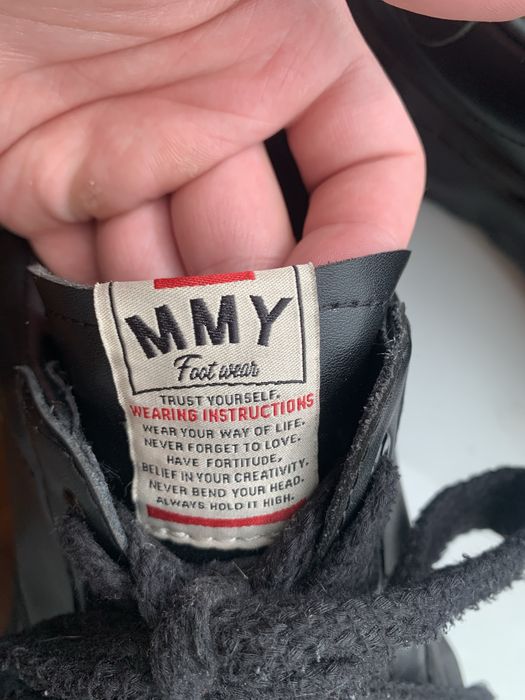 MMY
Foot wear
TRUST YOURSELF.
WEARING INSTRUCTIONS
WEAR YOUR WAY OF LIFE.
NEVER FORGET TO LOVE.
HAVE FORTITUDE.
BELIEF IN YOUR CREATIVITY.
NEVER BEND YOUR HEAD.
ALWAYS HOLD IT HIGH.